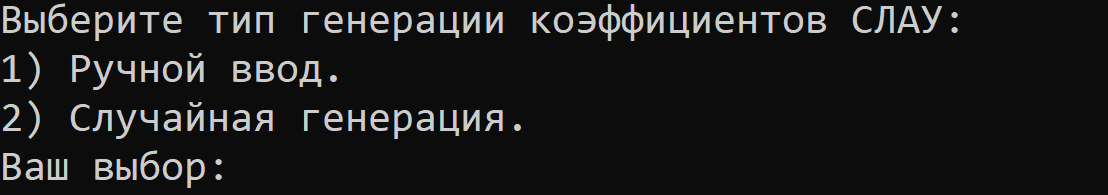 Выберите тип генерации коэффициентов СЛАУ:
1) Ручной ввод.
2) Случайная генерация.
Ваш выбор: